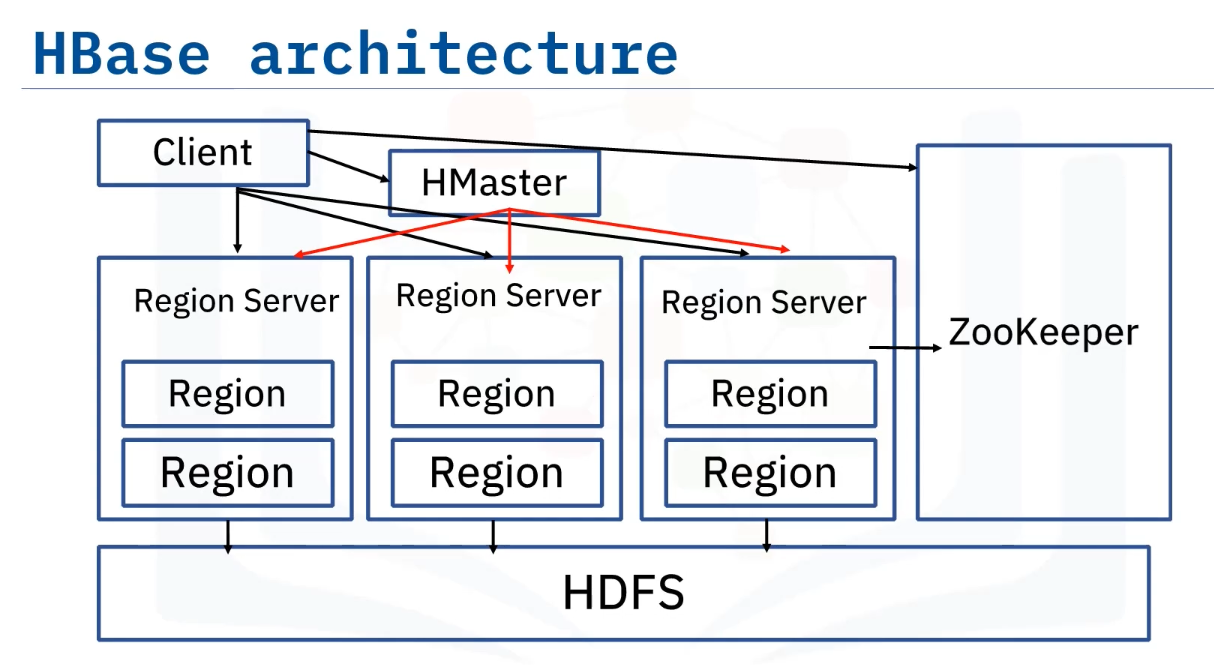 HBase architecture
Client
HMaster
Region Server
Region Server
Region Server
ZooKeeper
Region
Region
Region
Region
Region
Region
HDFS